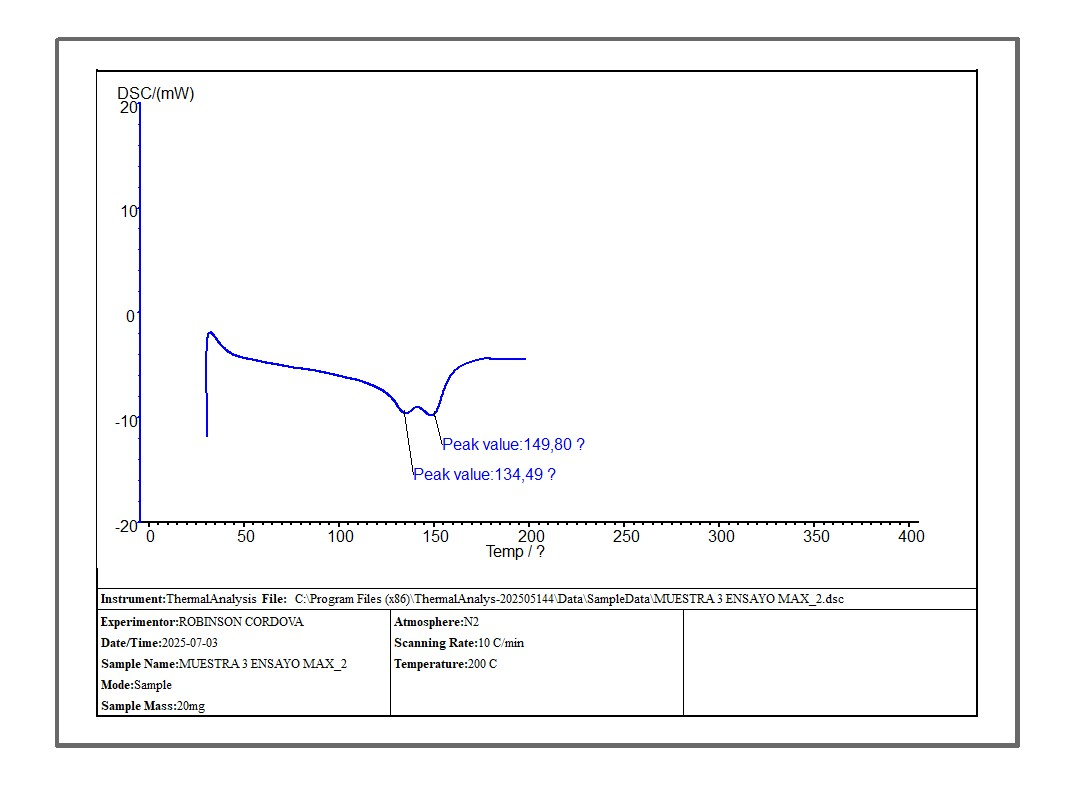 DSC/(mW)
20
10
0
-10
-20
Peak value:149,80 ?
Peak value:134,49 ?
0 50 100 150 200 250 300 350 400
Temp / ?
Instrument:ThermalAnalysis File: C:\Program Files (x86)\ThermalAnalys-202505144\Data\SampleData\MUESTRA 3 ENSAYO MAX_2.dsc
Experimentor:ROBINSON CORDOVA
Date/Time:2025-07-03
Sample Name:MUESTRA 3 ENSAYO MAX_2
Mode:Sample
Sample Mass:20mg
Atmosphere:N2
Scanning Rate:10 C/min
Temperature:200 C